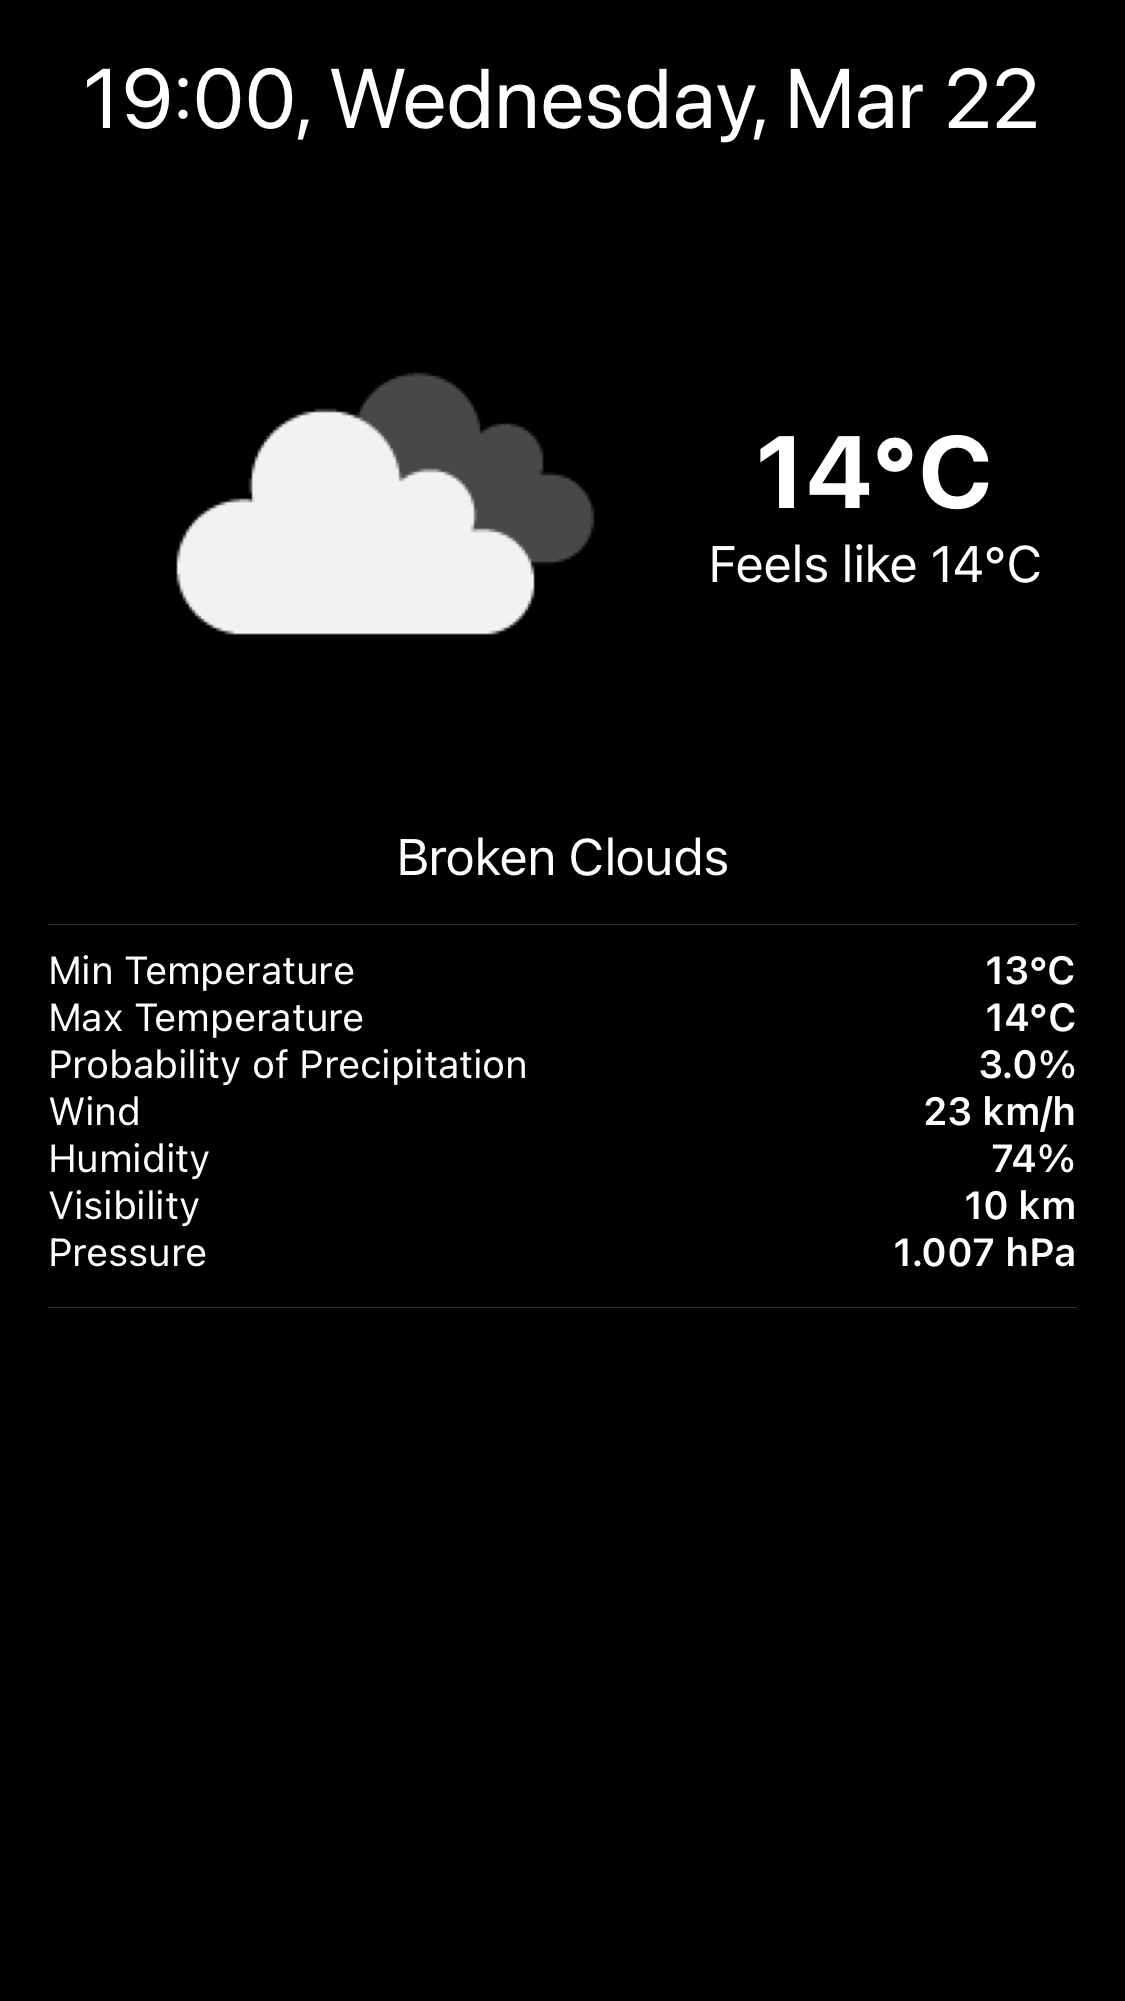 19:00, Wednesday, Mar 22
14°C
Feels like 14°C
Broken Clouds
Min Temperature 13°C
Max Temperature 14°C
Probability of Precipitation 3.0%
Wind 23 km/h
Humidity 74%
Visibility 10 km
Pressure 1.007 hPa